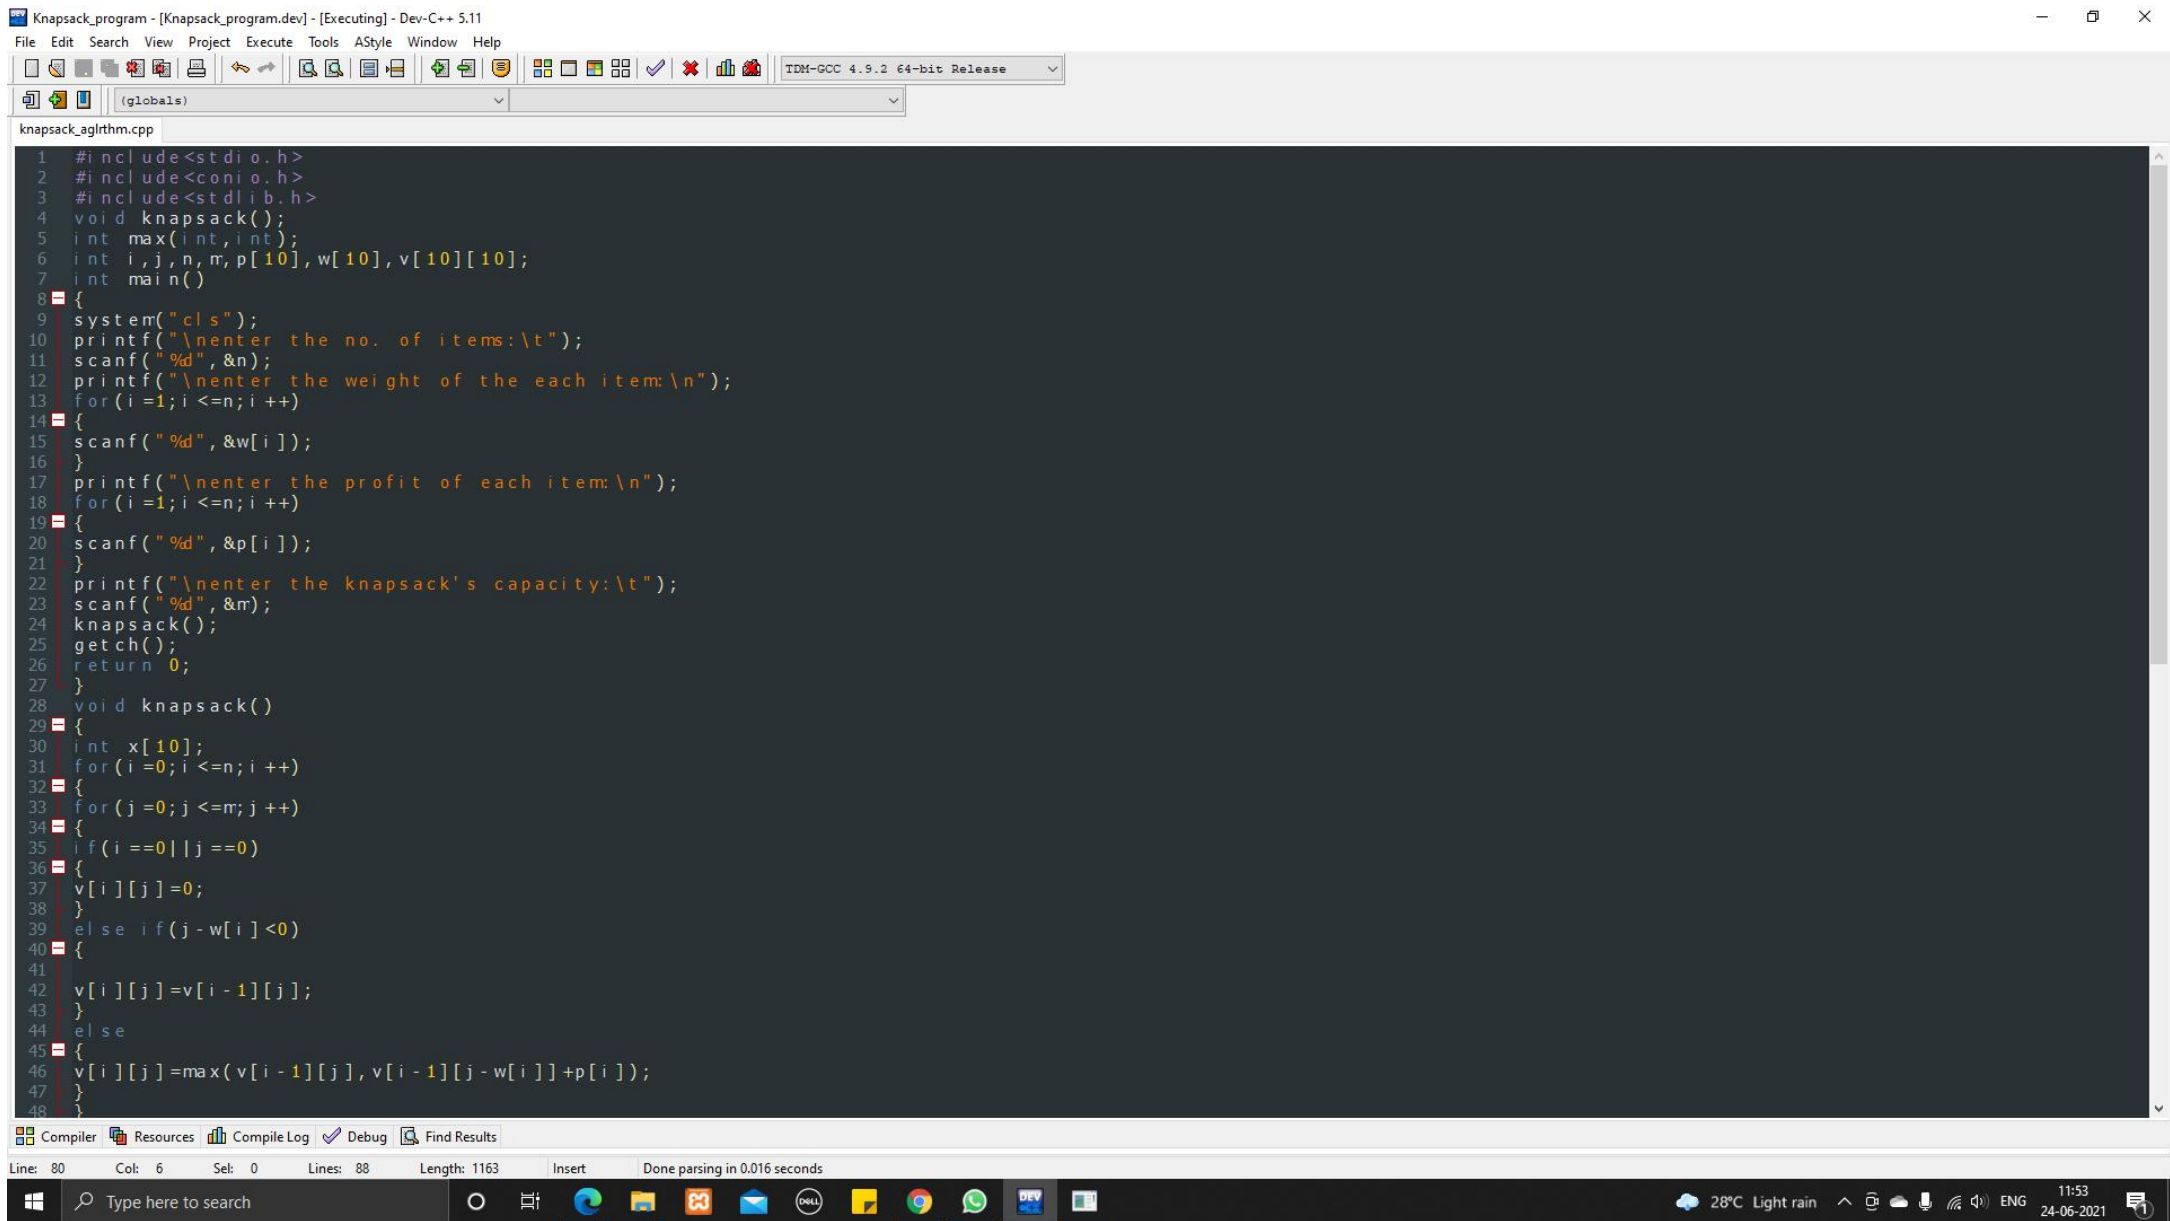 Knapsack_program - [Knapsack_program.dev] - [Executing] - Dev-C++ 5.11
File Edit Search View Project Execute Tools AStyle Window Help
TDM-GCC 4.9.2 64-bit Release
(globals)
knapsack_aglrthm.cpp
1 #include<stdio.h>
2 #include<conio.h>
3 #include<stdlib.h>
4 void knapsack();
5 int max(int,int);
6 int i,j,n,m,p[10],w[10],v[10][10];
7 int main()
8 {
9 system("cls");
10 printf("\nenter the no. of items:\t");
11 scanf("%d",&n);
12 printf("\nenter the weight of the each item:\n");
13 for(i=1;i<=n;i++)
14 {
15 scanf("%d",&w[i]);
16 }
17 printf("\nenter the profit of each item:\n");
18 for(i=1;i<=n;i++)
19 {
20 scanf("%d",&p[i]);
21 }
22 printf("\nenter the knapsack's capacity:\t");
23 scanf("%d",&m);
24 knapsack();
25 getch();
26 return 0;
27 }
28 void knapsack()
29 {
30 int x[10];
31 for(i=0;i<=n;i++)
32 {
33 for(j=0;j<=m;j++)
34 {
35 if(i==0||j==0)
36 {
37 v[i][j]=0;
38 }
39 else if(j-w[i]<0)
40 {
41
42 v[i][j]=v[i-1][j];
43 }
44 else
45 {
46 v[i][j]=max(v[i-1][j],v[i-1][j-w[i]]+p[i]);
47 }
48 }
Compiler Resources Compile Log Debug Find Results
Line: 80 Col: 6 Sel: 0 Lines: 88 Length: 1163 Insert Done parsing in 0.016 seconds
Type here to search DELL DEV 28°C Light rain ENG 11:53
24-06-2021 1